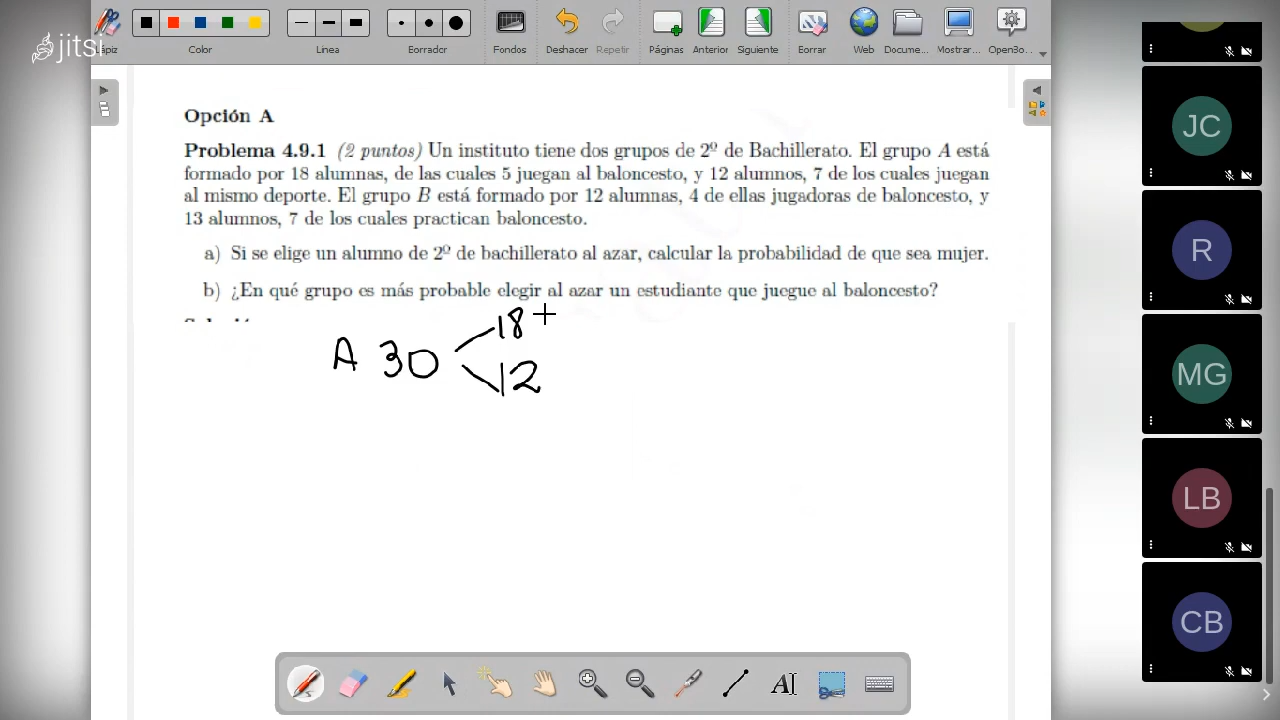 jitsi
Lápiz Color Línea Borrador Fondos Deshacer Repetir Páginas Anterior Siguiente Borrar Web Docume... Mostrar... Open3o...
Opción A
Problema 4.9.1 (2 puntos) Un instituto tiene dos grupos de 2º de Bachillerato. El grupo A está
formado por 18 alumnas, de las cuales 5 juegan al baloncesto, y 12 alumnos, 7 de los cuales juegan
al mismo deporte. El grupo B está formado por 12 alumnas, 4 de ellas jugadoras de baloncesto, y
13 alumnos, 7 de los cuales practican baloncesto.
a) Si se elige un alumno de 2º de bachillerato al azar, calcular la probabilidad de que sea mujer.
b) ¿En qué grupo es más probable elegir al azar un estudiante que juegue al baloncesto?
18
A 30
12
JC
R
MG
LB
CB